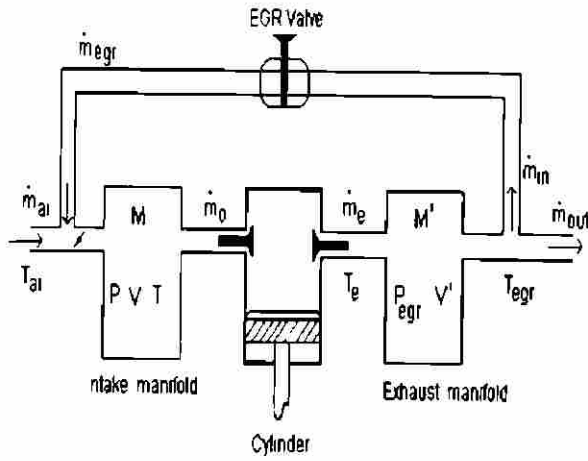 EGR Valve
ṁegr
ṁai
M
ṁo
ṁe
M'
ṁin
ṁout
Tai
P V T
Te
Pegr V'
Tegr
ntake manifold
Exhaust manifold
Cylinder